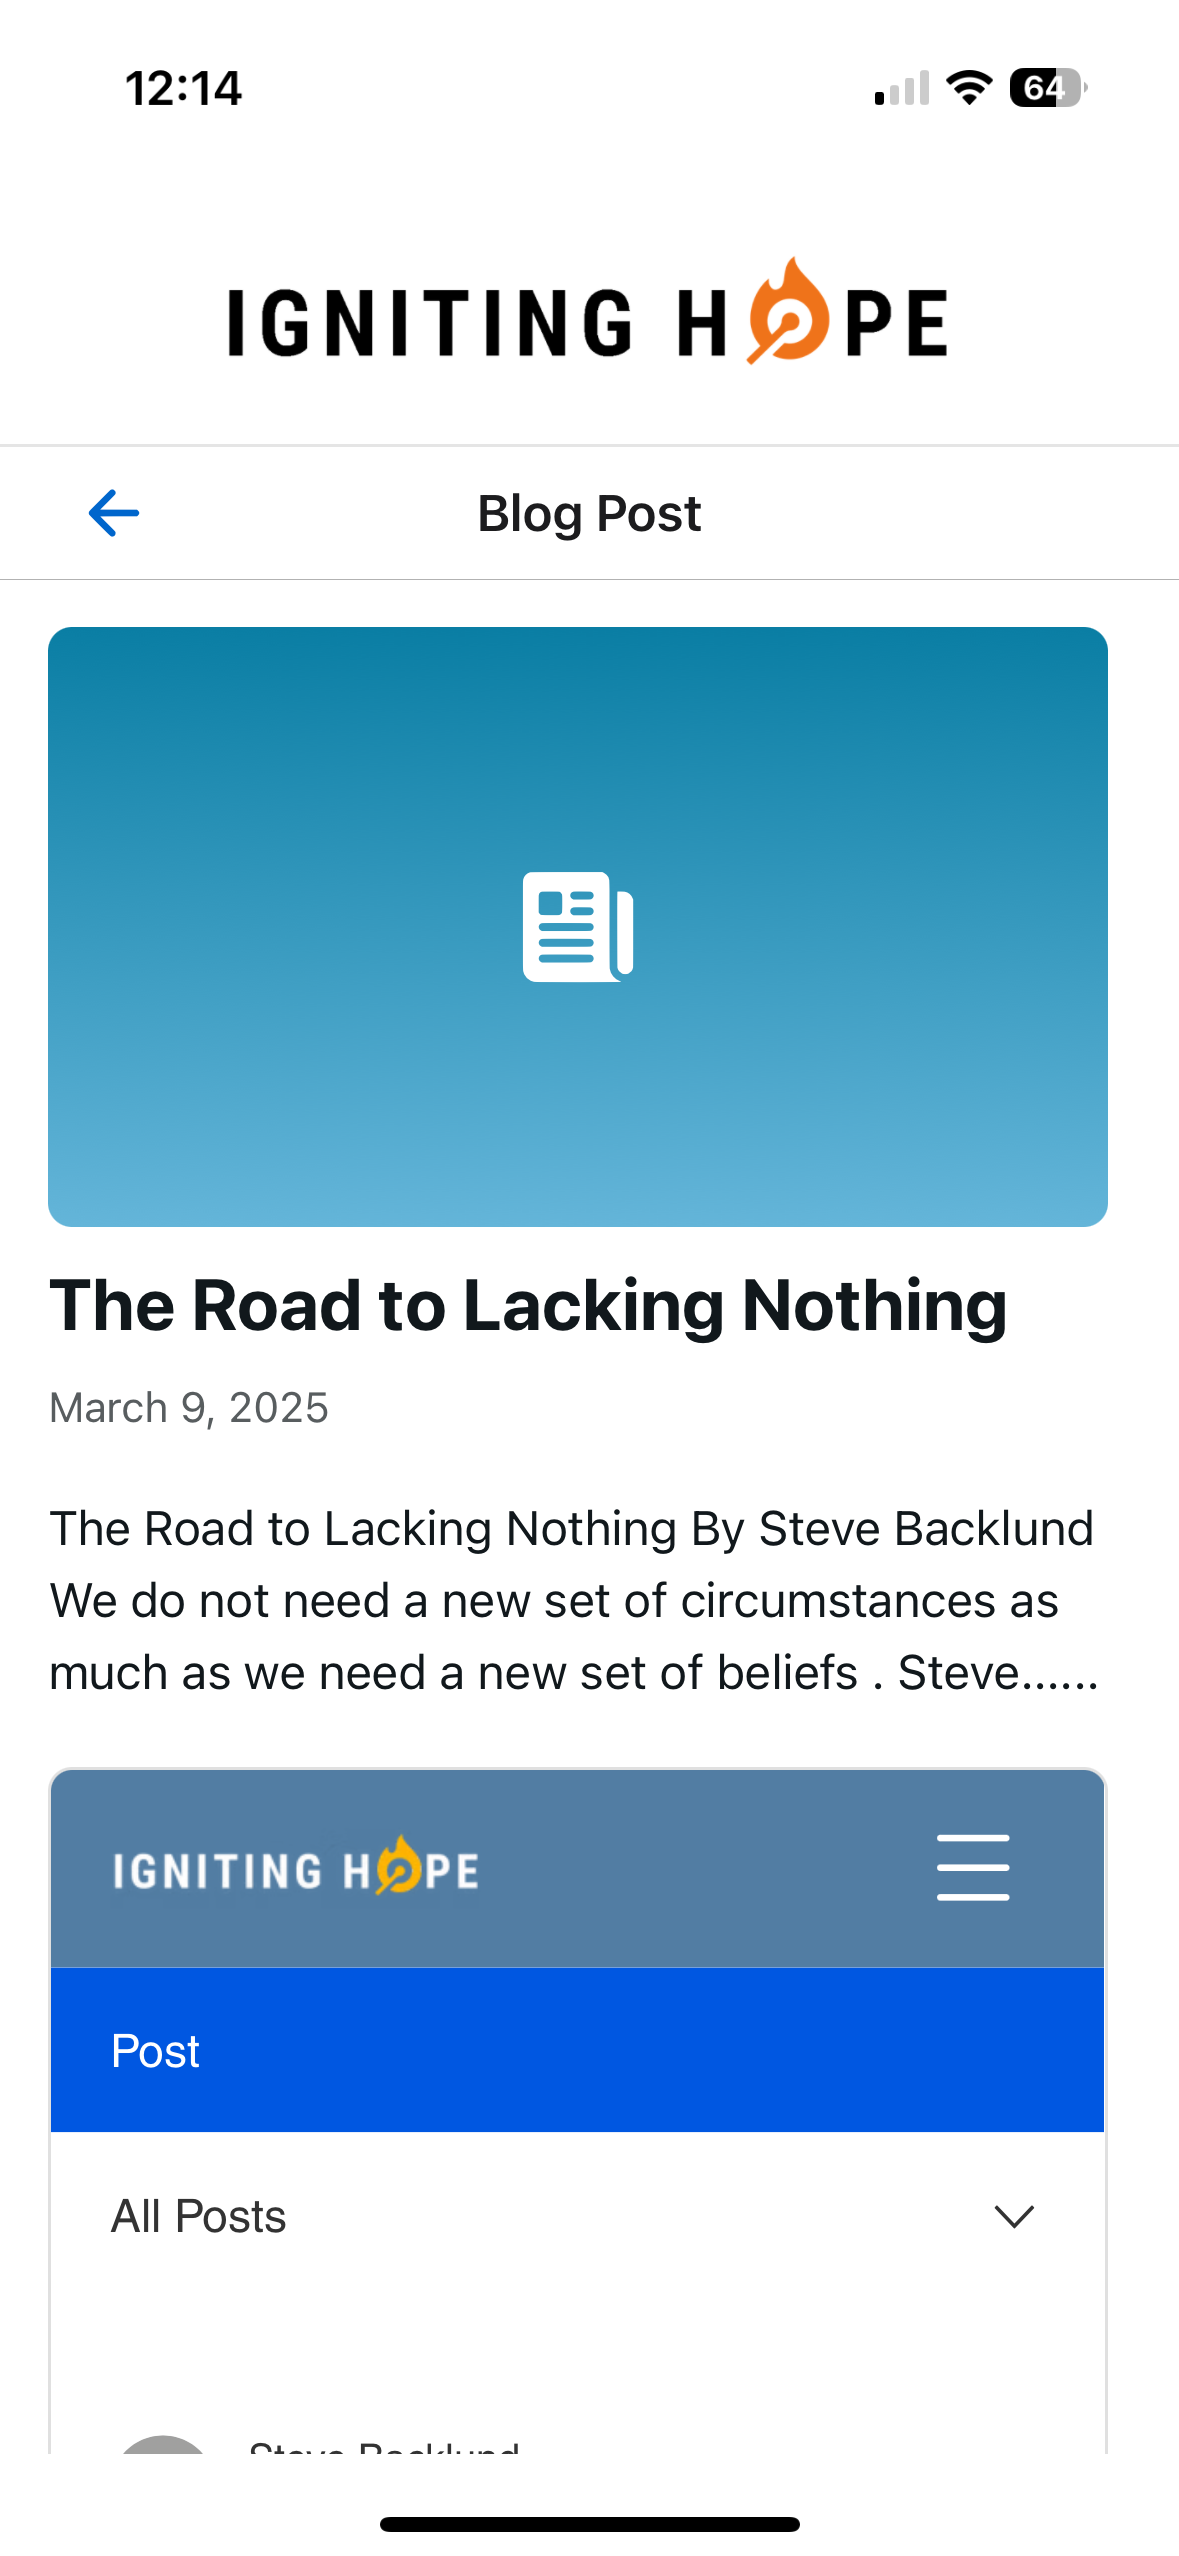 12:14
64
IGNITING HOPE
Blog Post
The Road to Lacking Nothing
March 9, 2025
The Road to Lacking Nothing By Steve Backlund
We do not need a new set of circumstances as
much as we need a new set of beliefs . Steve......
IGNITING HOPE
Post
All Posts
Steve Backlund